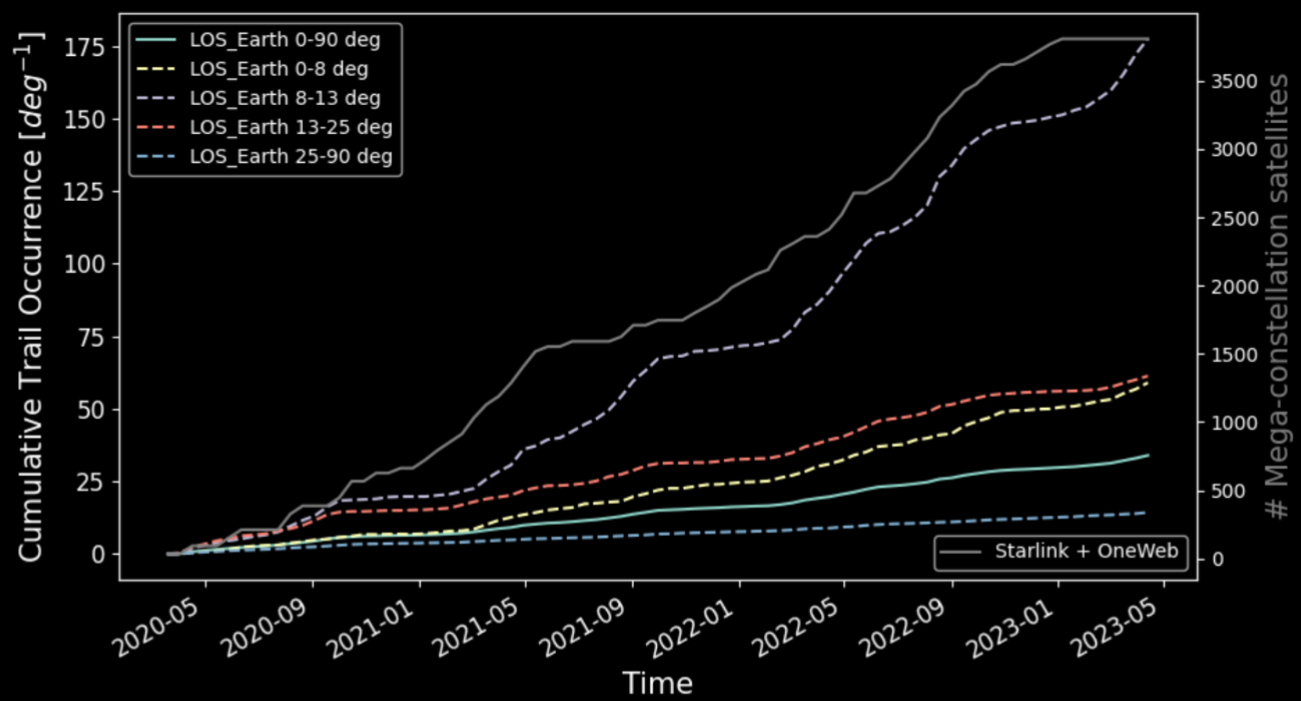 Cumulative Trail Occurrence [deg⁻¹]
175
150
125
100
75
50
25
0
LOS_Earth 0-90 deg
LOS_Earth 0-8 deg
LOS_Earth 8-13 deg
LOS_Earth 13-25 deg
LOS_Earth 25-90 deg
Starlink + OneWeb
3500
3000
2500
2000
1500
1000
500
0
# Mega-constellation satellites
2020-05
2020-09
2021-01
2021-05
2021-09
2022-01
2022-05
2022-09
2023-01
2023-05
Time